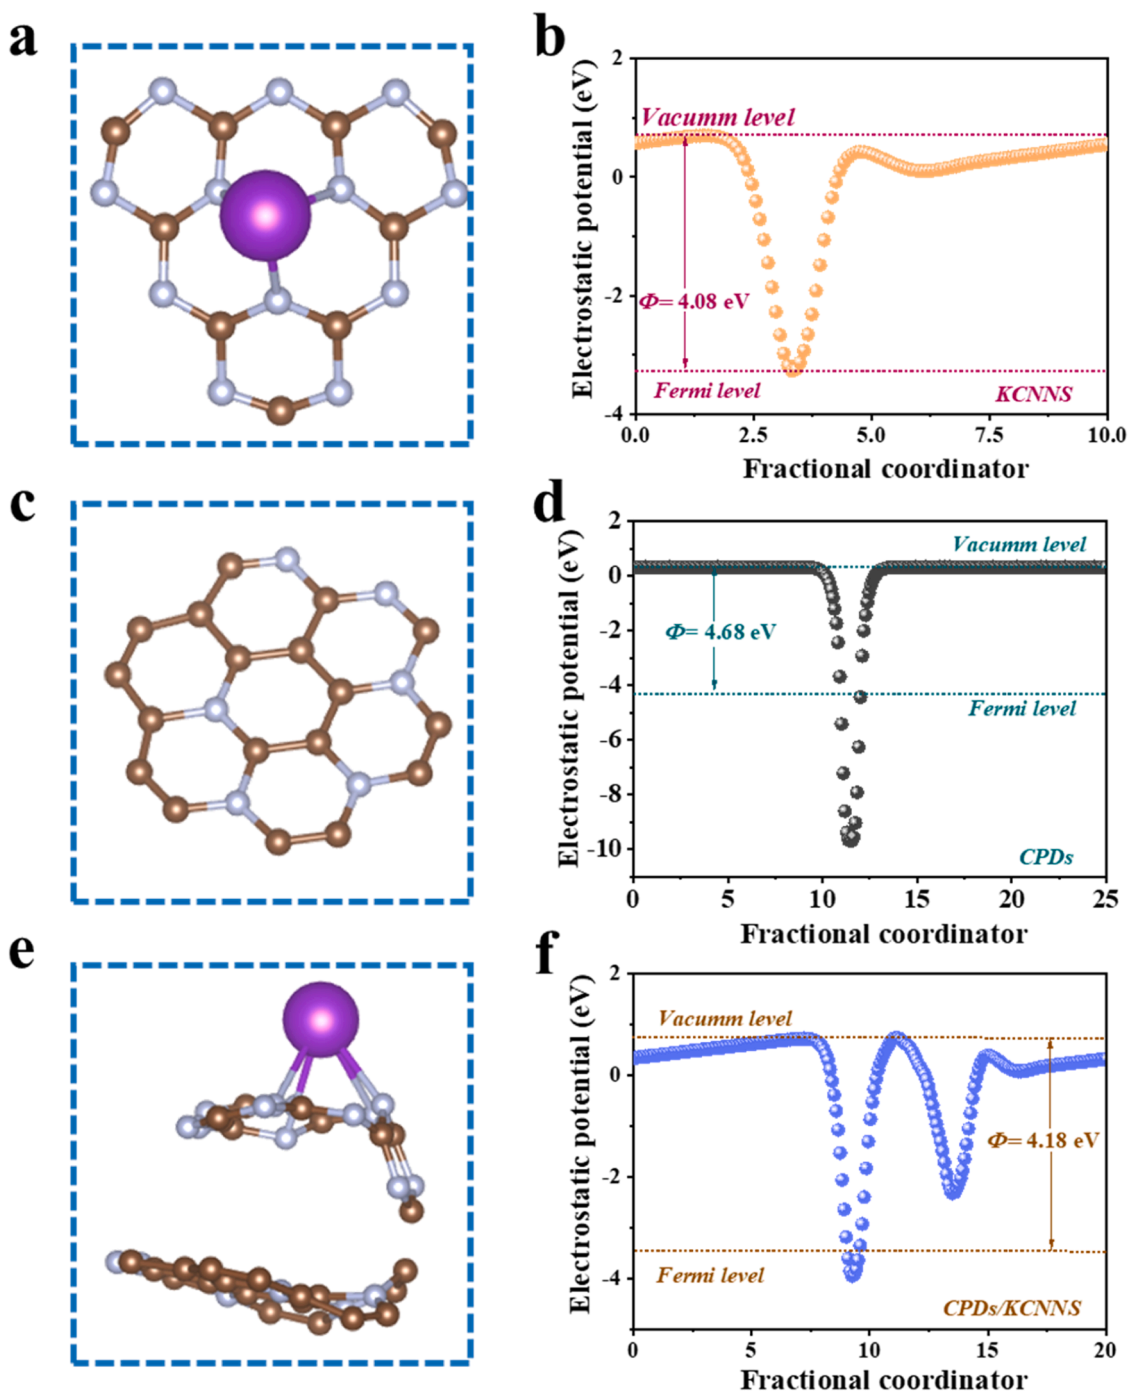 a
b
Electrostatic potential (eV)
2
0
-2
-4
Vacumm level
Φ= 4.08 eV
Fermi level
KCNNS
0.0 2.5 5.0 7.5 10.0
Fractional coordinator
c
d
Electrostatic potential (eV)
2
0
-2
-4
-6
-8
-10
Vacumm level
Φ= 4.68 eV
Fermi level
CPDs
0 5 10 15 20 25
Fractional coordinator
e
f
Electrostatic potential (eV)
2
0
-2
-4
Vacumm level
Φ= 4.18 eV
Fermi level
CPDs/KCNNS
0 5 10 15 20
Fractional coordinator